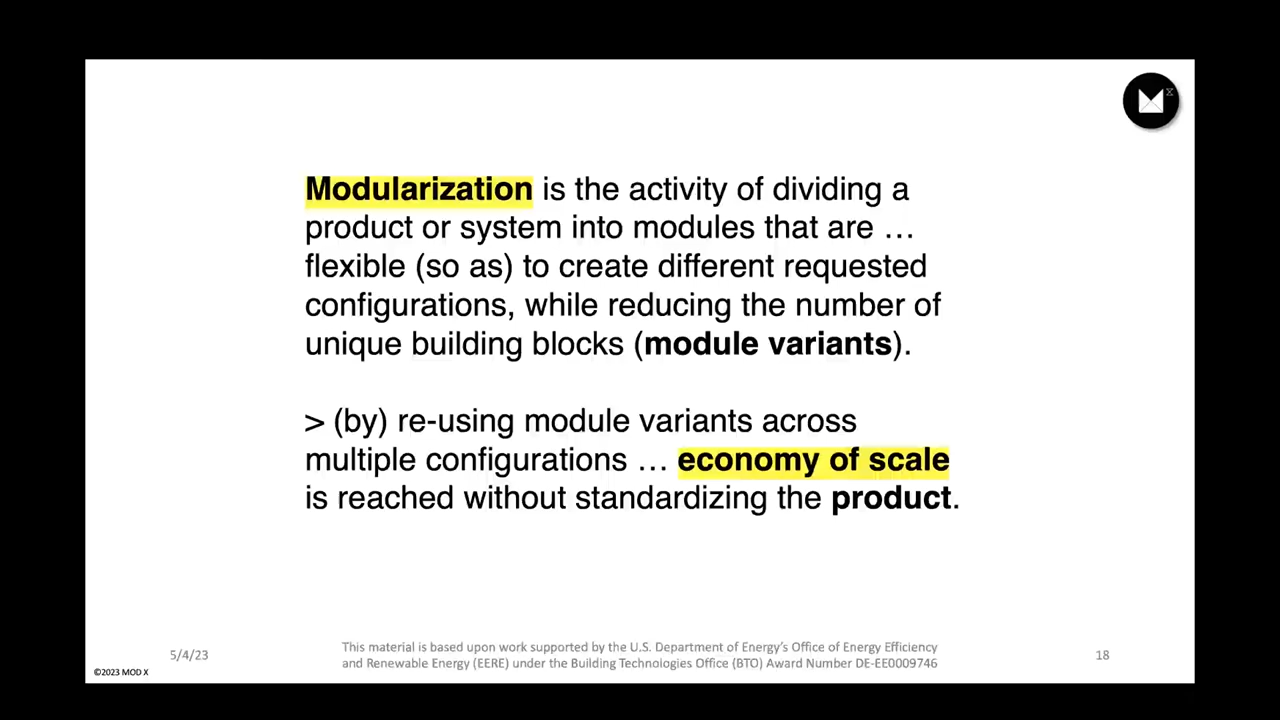 Modularization is the activity of dividing a
product or system into modules that are …
flexible (so as) to create different requested
configurations, while reducing the number of
unique building blocks (module variants).
> (by) re-using module variants across
multiple configurations … economy of scale
is reached without standardizing the product.
5/4/23
This material is based upon work supported by the U.S. Department of Energy's Office of Energy Efficiency
and Renewable Energy (EERE) under the Building Technologies Office (BTO) Award Number DE-EE0009746
18
©2023 MOD X